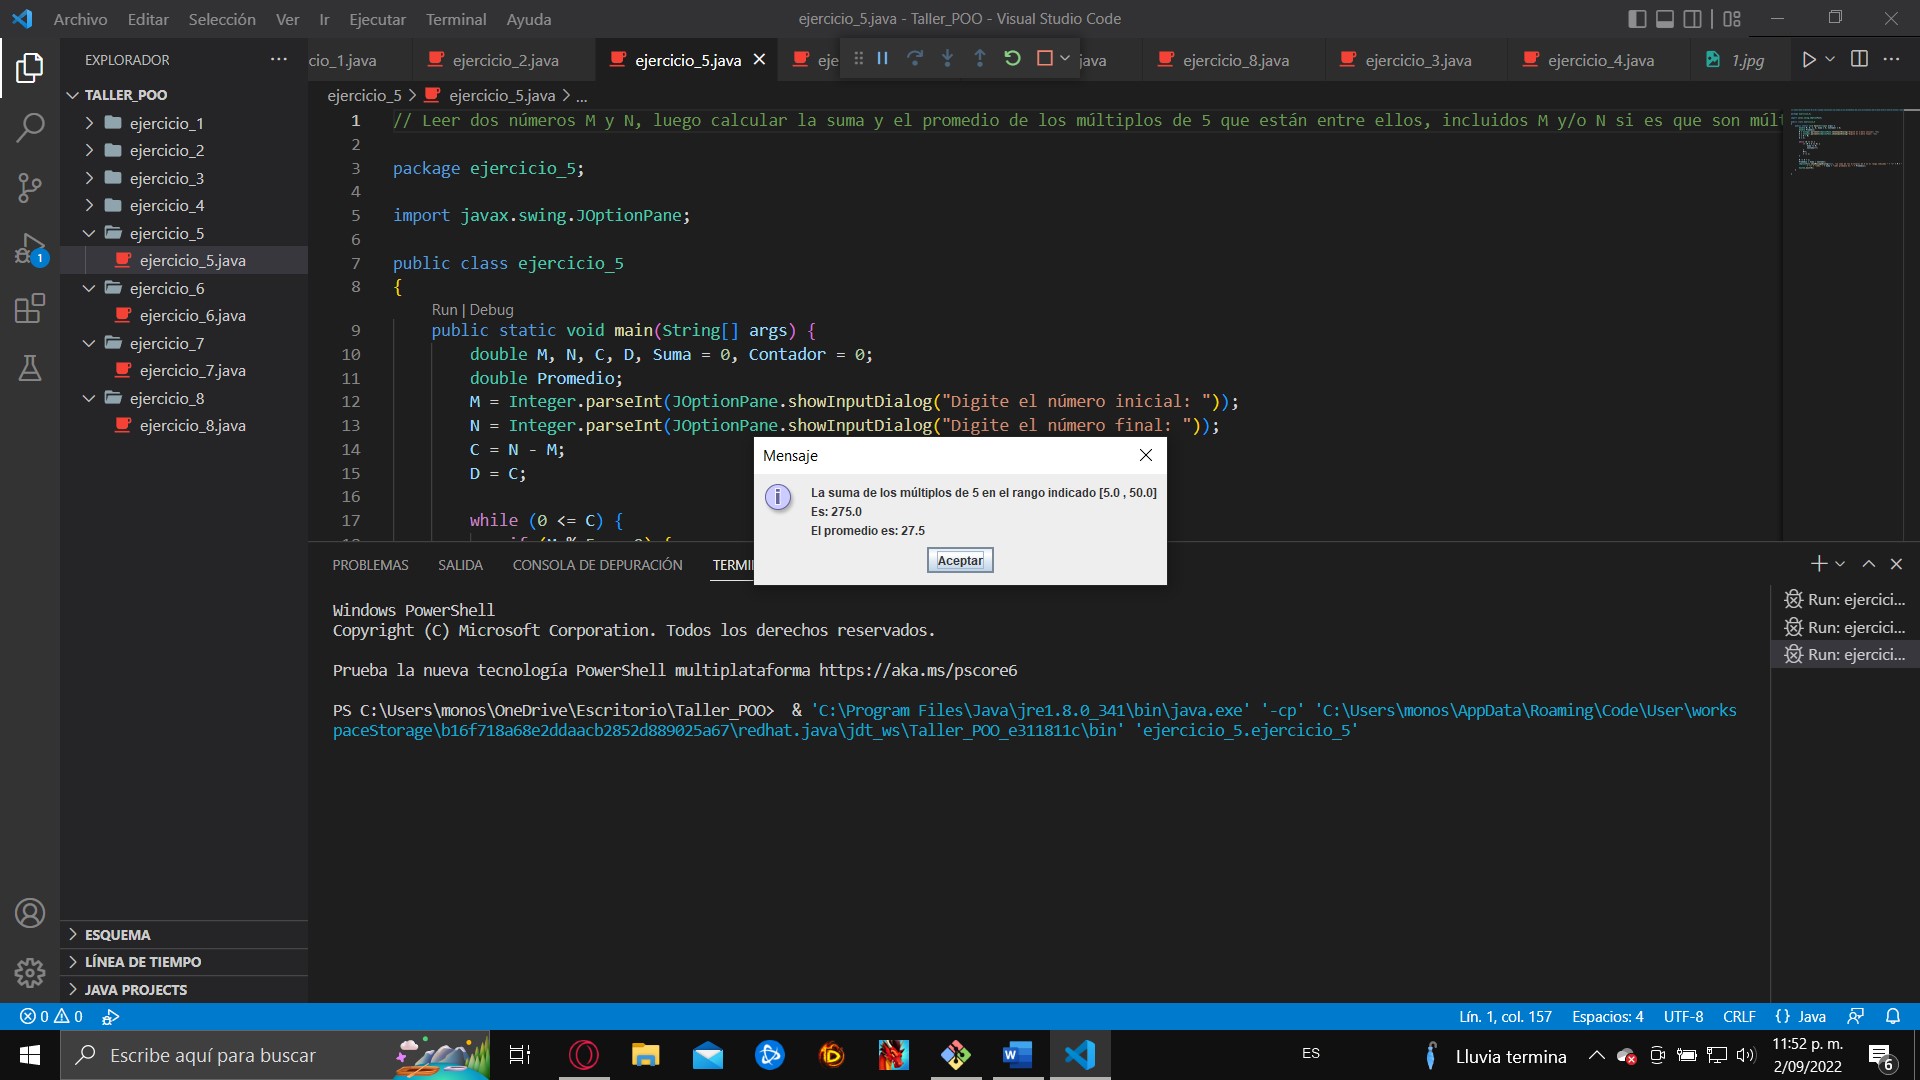 Archivo Editar Selección Ver Ir Ejecutar Terminal Ayuda
ejercicio_5.java - Taller_POO - Visual Studio Code
EXPLORADOR
TALLER_POO
ejercicio_1
ejercicio_2
ejercicio_3
ejercicio_4
ejercicio_5
ejercicio_5.java
ejercicio_6
ejercicio_6.java
ejercicio_7
ejercicio_7.java
ejercicio_8
ejercicio_8.java
ESQUEMA
LÍNEA DE TIEMPO
JAVA PROJECTS
1
cio_1.java ejercicio_2.java ejercicio_5.java eje java ejercicio_8.java ejercicio_3.java ejercicio_4.java 1.jpg
ejercicio_5 > ejercicio_5.java > ...
1 // Leer dos números M y N, luego calcular la suma y el promedio de los múltiplos de 5 que están entre ellos, incluidos M y/o N si es que son múlt
2
3 package ejercicio_5;
4
5 import javax.swing.JOptionPane;
6
7 public class ejercicio_5
8 {
Run | Debug
9 public static void main(String[] args) {
10 double M, N, C, D, Suma = 0, Contador = 0;
11 double Promedio;
12 M = Integer.parseInt(JOptionPane.showInputDialog("Digite el número inicial: "));
13 N = Integer.parseInt(JOptionPane.showInputDialog("Digite el número final: "));
14 C = N - M;
15 D = C;
16
17 while (0 <= C) {
Mensaje
La suma de los múltiplos de 5 en el rango indicado [5.0 , 50.0]
Es: 275.0
El promedio es: 27.5
Aceptar
PROBLEMAS SALIDA CONSOLA DE DEPURACIÓN TERMI
Windows PowerShell
Copyright (C) Microsoft Corporation. Todos los derechos reservados.
Prueba la nueva tecnología PowerShell multiplataforma https://aka.ms/pscore6
PS C:\Users\monos\OneDrive\Escritorio\Taller_POO> & 'C:\Program Files\Java\jre1.8.0_341\bin\java.exe' '-cp' 'C:\Users\monos\AppData\Roaming\Code\User\works
paceStorage\b16f718a68e2ddaacb2852d889025a67\redhat.java\jdt_ws\Taller_POO_e311811c\bin' 'ejercicio_5.ejercicio_5'
Run: ejercici...
Run: ejercici...
Run: ejercici...
0 0
Lín. 1, col. 157 Espacios: 4 UTF-8 CRLF {} Java
Escribe aquí para buscar
ES
Lluvia termina
11:52 p. m.
2/09/2022
6